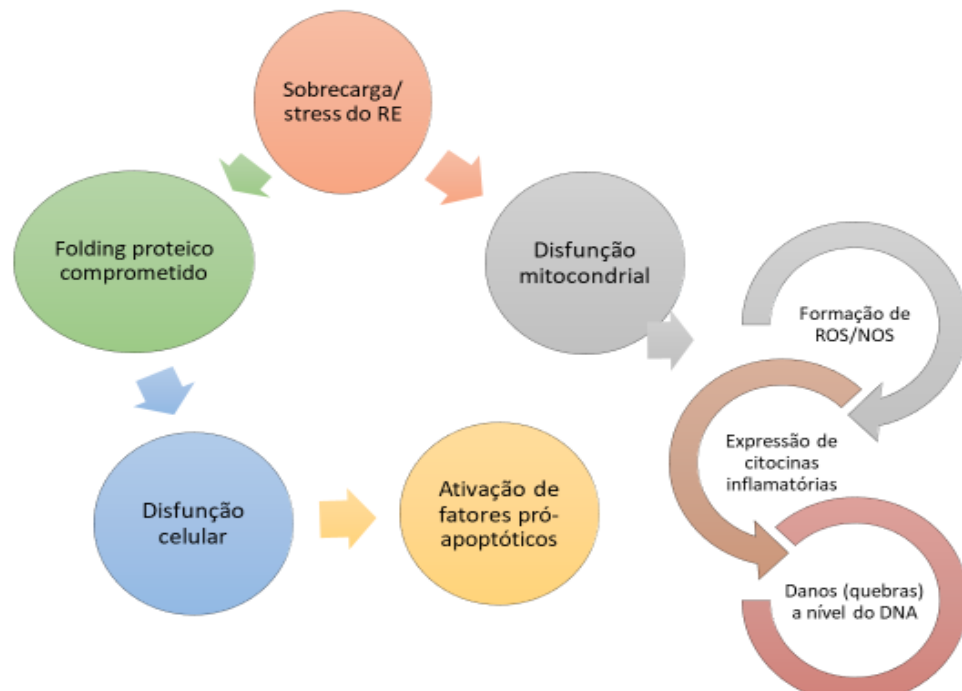 Sobrecarga/
stress do RE
Folding proteico
comprometido
Disfunção
mitocondrial
Formação de
ROS/NOS
Expressão de
citocinas
inflamatórias
Disfunção
celular
Ativação de
fatores pró-
apoptóticos
Danos (quebras)
a nível do DNA